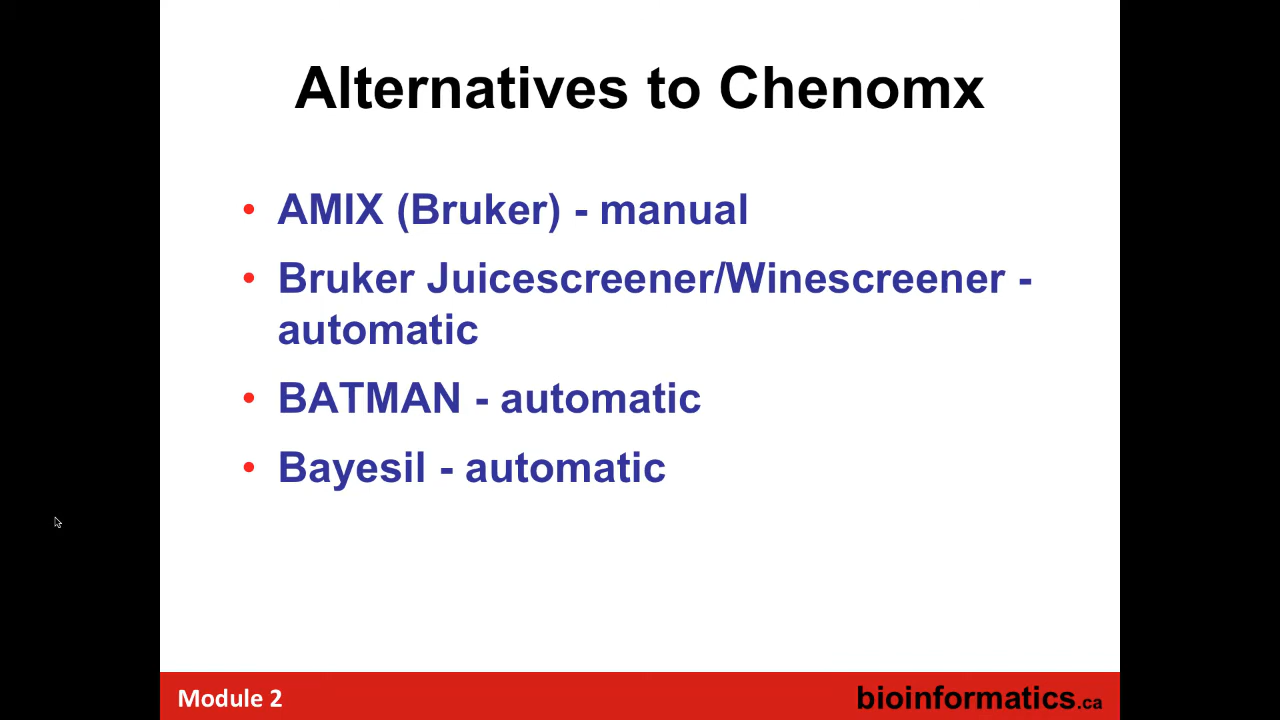 Alternatives to Chenomx
• AMIX (Bruker) - manual
• Bruker Juicescreener/Winescreener -
automatic
• BATMAN - automatic
• Bayesil - automatic
Module 2
bioinformatics.ca